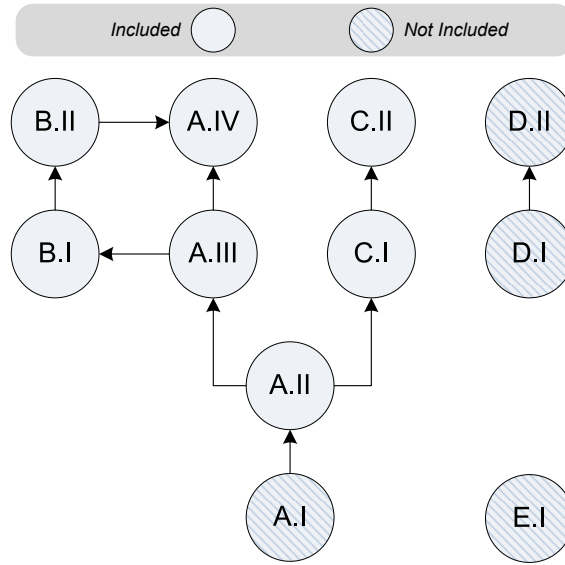 Included Not Included
B.II A.IV C.II D.II
B.I A.III C.I D.I
A.II
A.I E.I